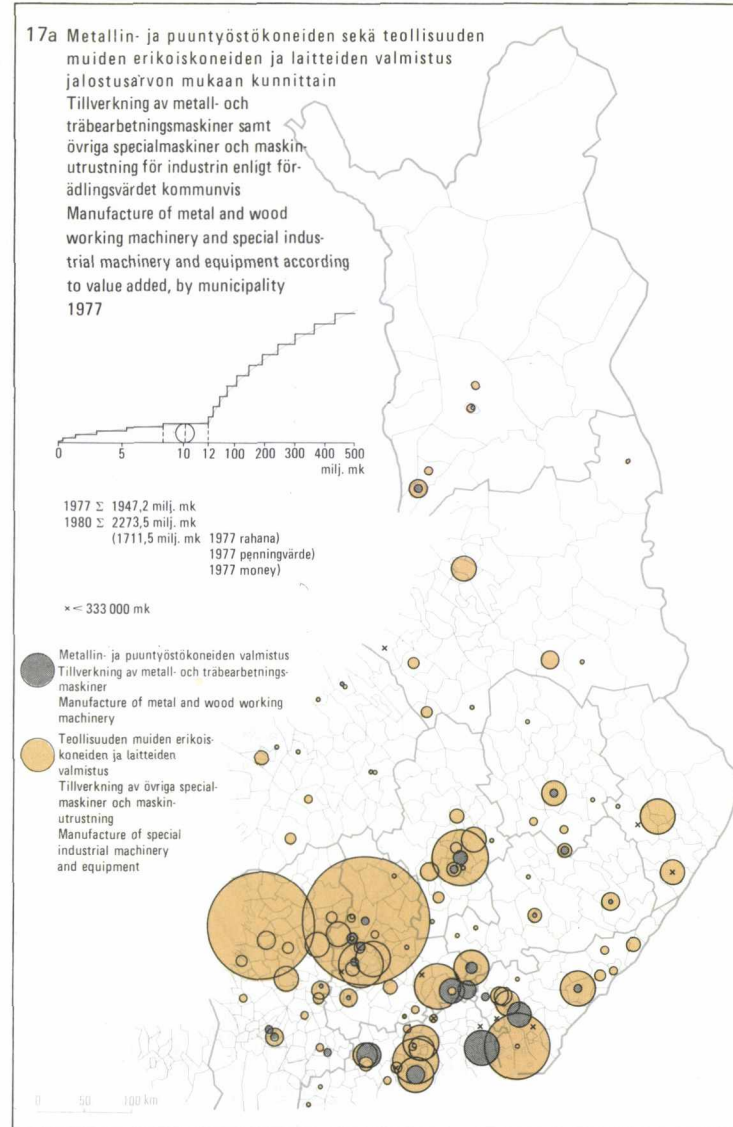 17a Metallin- ja puuntyöstökoneiden sekä teollisuuden
muiden erikoiskoneiden ja laitteiden valmistus
jalostusarvon mukaan kunnittain
Tillverkning av metall- och
träbearbetningsmaskiner samt
övriga specialmaskiner och maskin-
utrustning för industrin enligt för-
ädlingsvärdet kommunvis
Manufacture of metal and wood
working machinery and special indus-
trial machinery and equipment according
to value added, by municipality
1977
0 5 10 12 100 200 300 400 500
milj. mk
1977 Σ 1947,2 milj. mk
1980 Σ 2273,5 milj. mk
(1711,5 milj. mk 1977 rahana)
1977 penningvärde)
1977 money)
× < 333 000 mk
Metallin- ja puuntyöstökoneiden valmistus
Tillverkning av metall- och träbearbetnings-
maskiner
Manufacture of metal and wood working
machinery
Teollisuuden muiden erikois-
koneiden ja laitteiden
valmistus
Tillverkning av övriga special-
maskiner och maskin-
utrustning
Manufacture of special
industrial machinery
and equipment
0 50 100 km